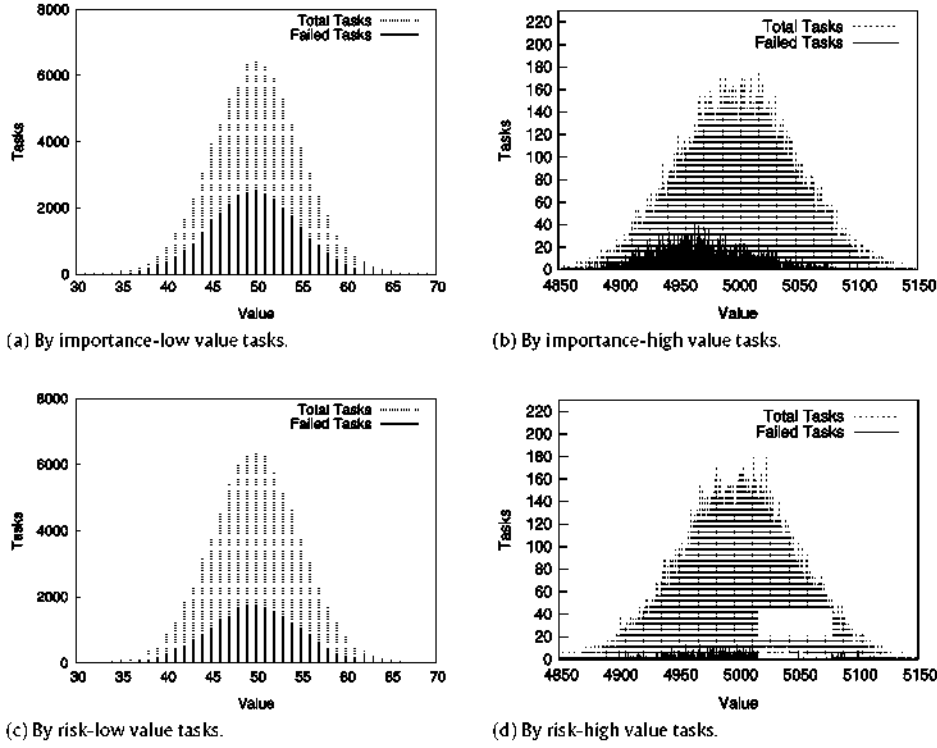 Total Tasks
Failed Tasks
8000
6000
4000
2000
0
Tasks
30 35 40 45 50 55 60 65 70
Value
(a) By importance-low value tasks.
Total Tasks
Failed Tasks
220
200
180
160
140
120
100
80
60
40
20
0
Tasks
4850 4900 4950 5000 5050 5100 5150
Value
(b) By importance-high value tasks.
Total Tasks
Failed Tasks
8000
6000
4000
2000
0
Tasks
30 35 40 45 50 55 60 65 70
Value
(c) By risk-low value tasks.
Total Tasks
Failed Tasks
220
200
180
160
140
120
100
80
60
40
20
0
Tasks
4850 4900 4950 5000 5050 5100 5150
Value
(d) By risk-high value tasks.